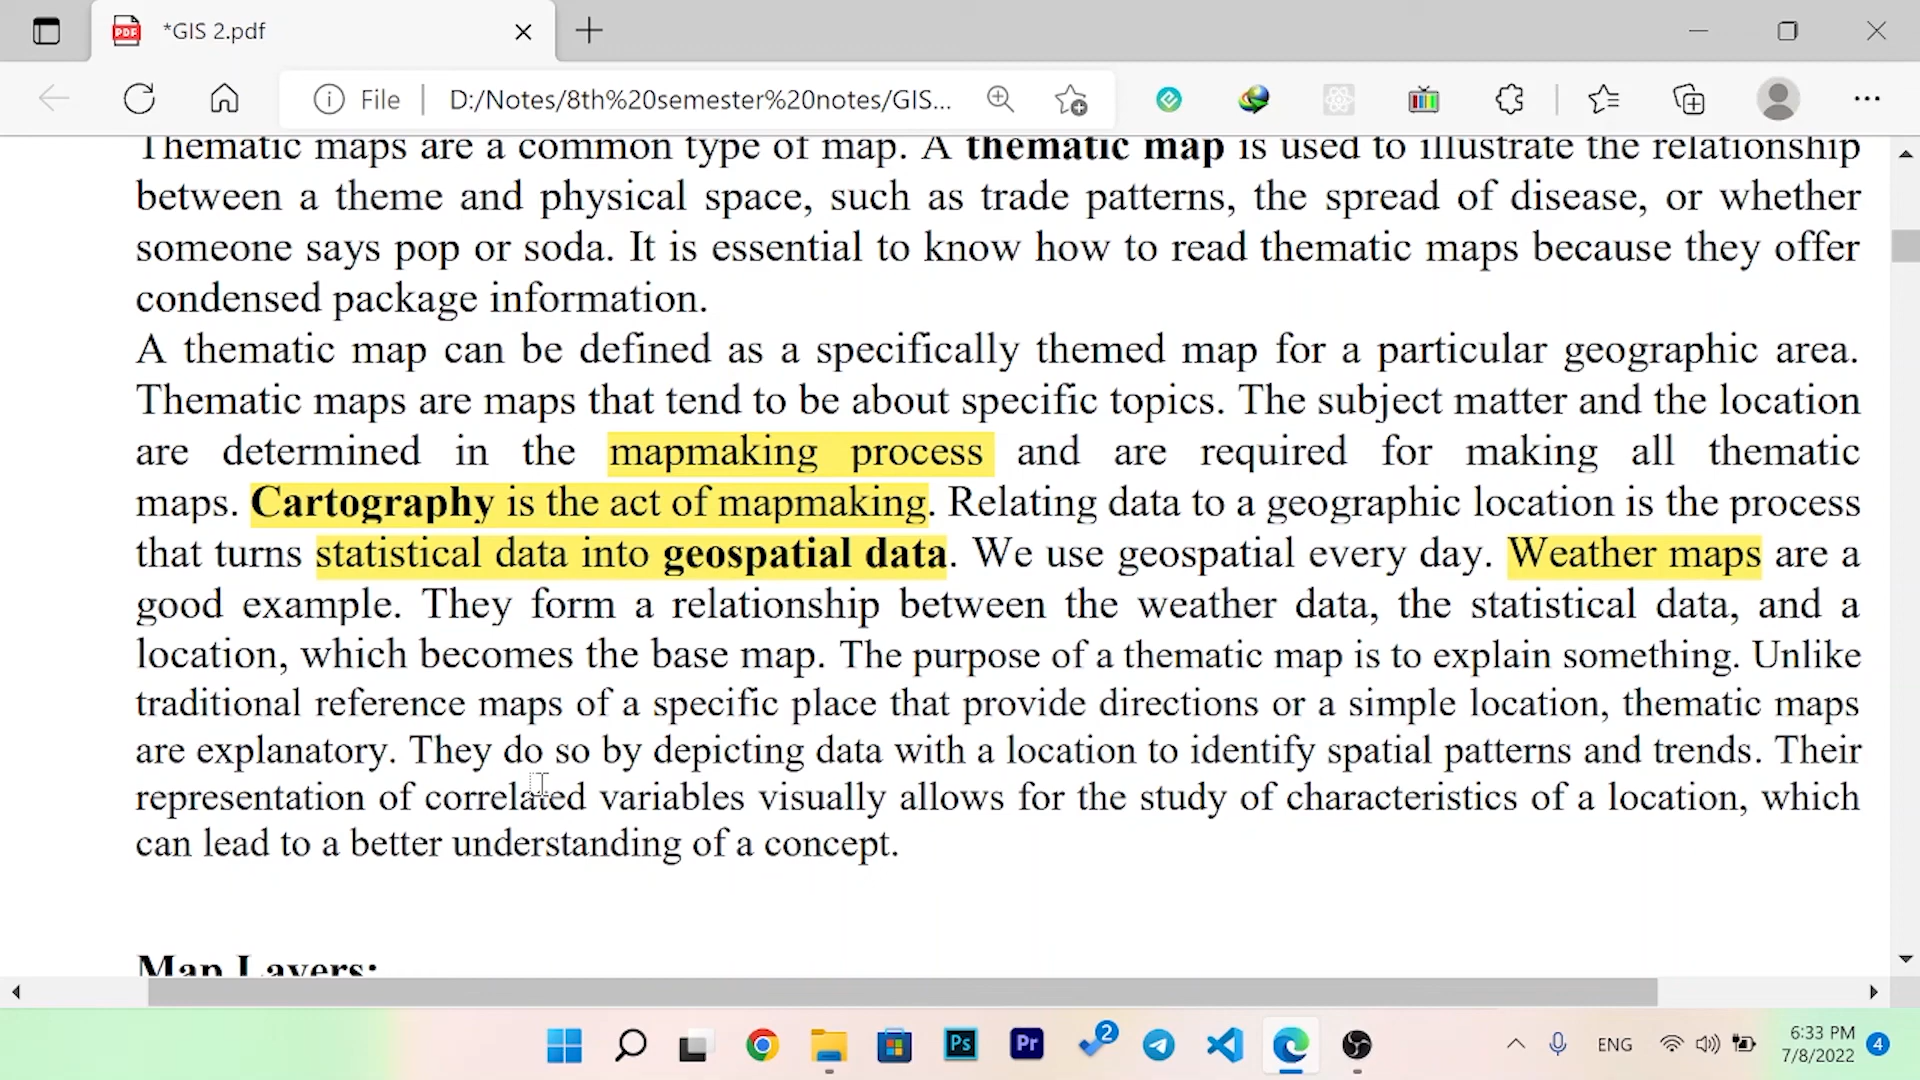 *GIS 2.pdf
File
D:/Notes/8th%20semester%20notes/GIS...
Thematic maps are a common type of map. A thematic map is used to illustrate the relationship
between a theme and physical space, such as trade patterns, the spread of disease, or whether
someone says pop or soda. It is essential to know how to read thematic maps because they offer
condensed package information.
A thematic map can be defined as a specifically themed map for a particular geographic area.
Thematic maps are maps that tend to be about specific topics. The subject matter and the location
are determined in the mapmaking process and are required for making all thematic
maps. Cartography is the act of mapmaking. Relating data to a geographic location is the process
that turns statistical data into geospatial data. We use geospatial every day. Weather maps are a
good example. They form a relationship between the weather data, the statistical data, and a
location, which becomes the base map. The purpose of a thematic map is to explain something. Unlike
traditional reference maps of a specific place that provide directions or a simple location, thematic maps
are explanatory. They do so by depicting data with a location to identify spatial patterns and trends. Their
representation of correlated variables visually allows for the study of characteristics of a location, which
can lead to a better understanding of a concept.
Map Layers:
Ps
Pr
2
ENG
6:33 PM
7/8/2022
4